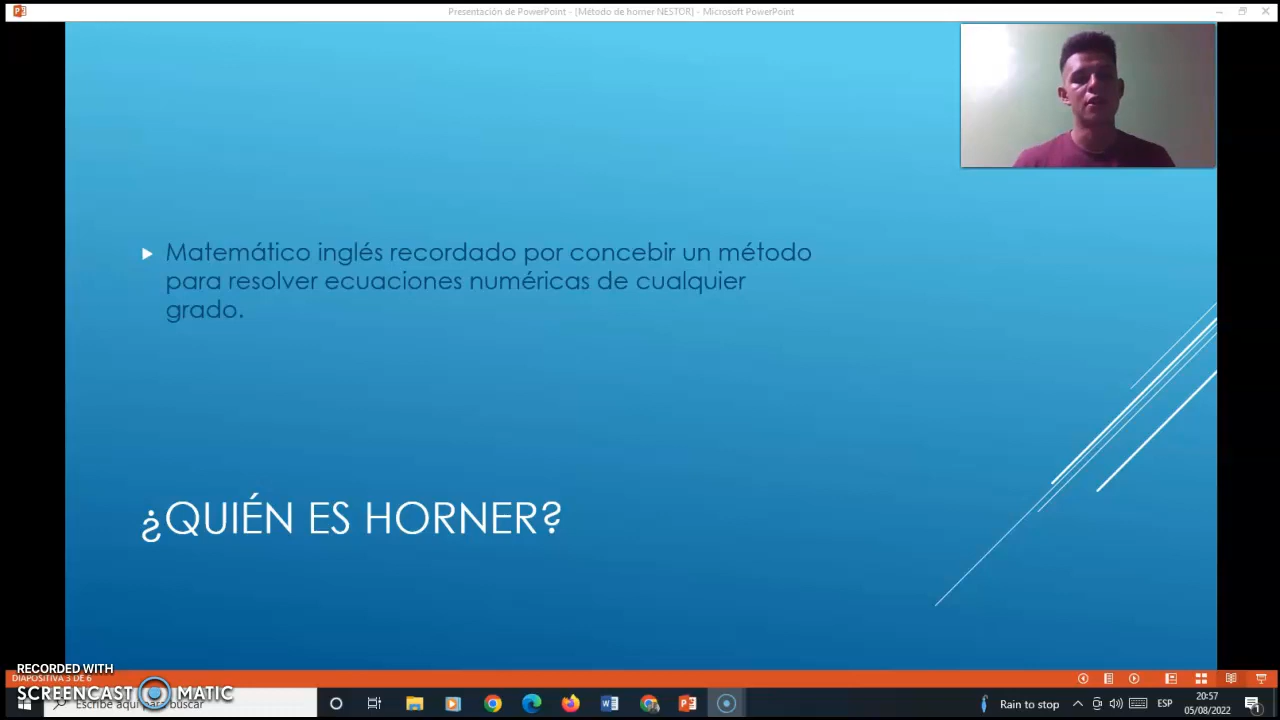 Presentación de PowerPoint - [Método de horner NESTOR] - Microsoft PowerPoint
Matemático inglés recordado por concebir un método
para resolver ecuaciones numéricas de cualquier
grado.
¿QUIÉN ES HORNER?
RECORDED WITH
DIAPOSITIVA 3 DE 6
SCREENCAST MATIC
Escribe aquí para buscar
Rain to stop
ESP
20:57
05/08/2022
1